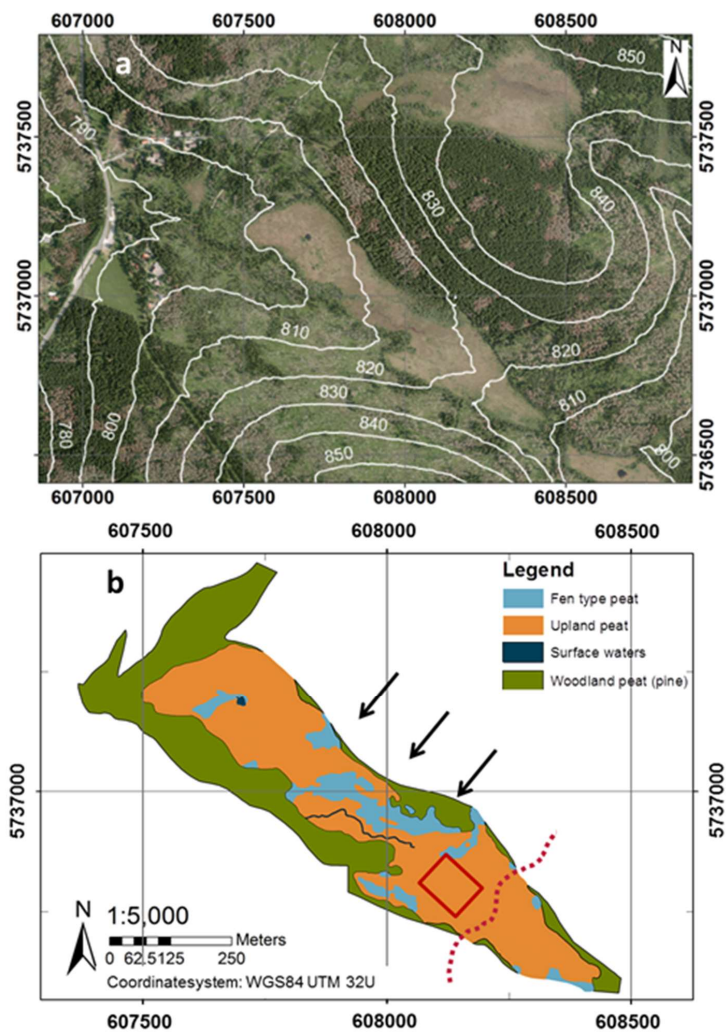 607000 607500 608000 608500
a
N
850
790
5737500
5737500
840
830
5737000
5737000
810
820
820
830
810
840
780
800
850
800
5736500
5736500
607000 607500 608000 608500
607500 608000 608500
b
Legend
Fen type peat
Upland peat
Surface waters
Woodland peat (pine)
5737000
5737000
N
1:5,000
Meters
0 62.5125 250
Coordinatesystem: WGS84 UTM 32U
607500 608000 608500